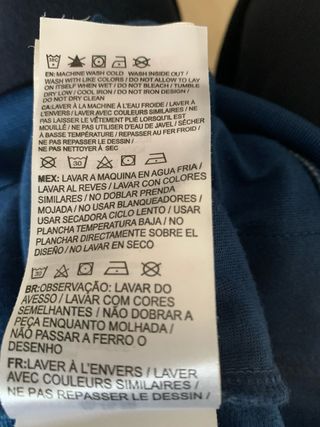 EN: MACHINE WASH COLD WASH INSIDE OUT /
WASH WITH LIKE COLORS / DO NOT ALLOW TO LAY
ON ITSELF WHEN WET / DO NOT BLEACH / TUMBLE
DRY LOW / COOL IRON / DO NOT IRON DESIGN /
DO NOT DRY CLEAN
CA: LAVER À LA MACHINE À L'EAU FROIDE / LAVER À
L'ENVERS / LAVER AVEC COULEURS SIMILAIRES / NE
PAS LAISSER LE VÊTEMENT PLIÉ LORSQU'IL EST
MOUILLÉ / NE PAS UTILISER D'EAU DE JAVEL / SÉCHER
À BASSE TEMPÉRATURE / REPASSER AU FER FROID /
NE PAS REPASSER LE DESSIN /
NE PAS NETTOYER À SEC
30
MEX: LAVAR A MAQUINA EN AGUA FRIA /
LAVAR AL REVES / LAVAR CON COLORES
SIMILARES / NO DOBLAR PRENDA
MOJADA / NO USAR BLANQUEADORES /
USAR SECADORA CICLO LENTO / USAR
PLANCHA TEMPERATURA BAJA / NO
PLANCHAR DIRECTAMENTE SOBRE EL
DISEÑO / NO LAVAR EN SECO
30
BR:OBSERVAÇÃO: LAVAR DO
AVESSO / LAVAR COM CORES
SEMELHANTES / NÃO DOBRAR A
PEÇA ENQUANTO MOLHADA /
NÃO PASSAR A FERRO O
DESENHO
FR:LAVER À L'ENVERS / LAVER
AVEC COULEURS SIMILAIRES /
NE PAS REPASSER LE DESSIN /